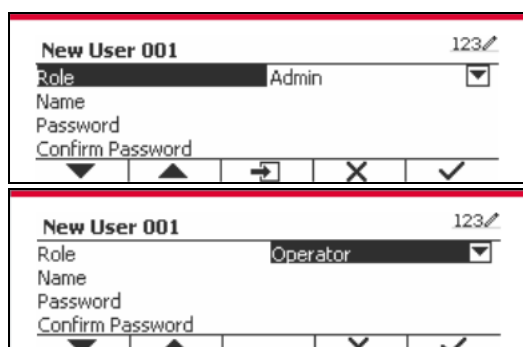 New User 001 123
Role Admin
Name
Password
Confirm Password
New User 001 123
Role Operator
Name
Password
Confirm Password